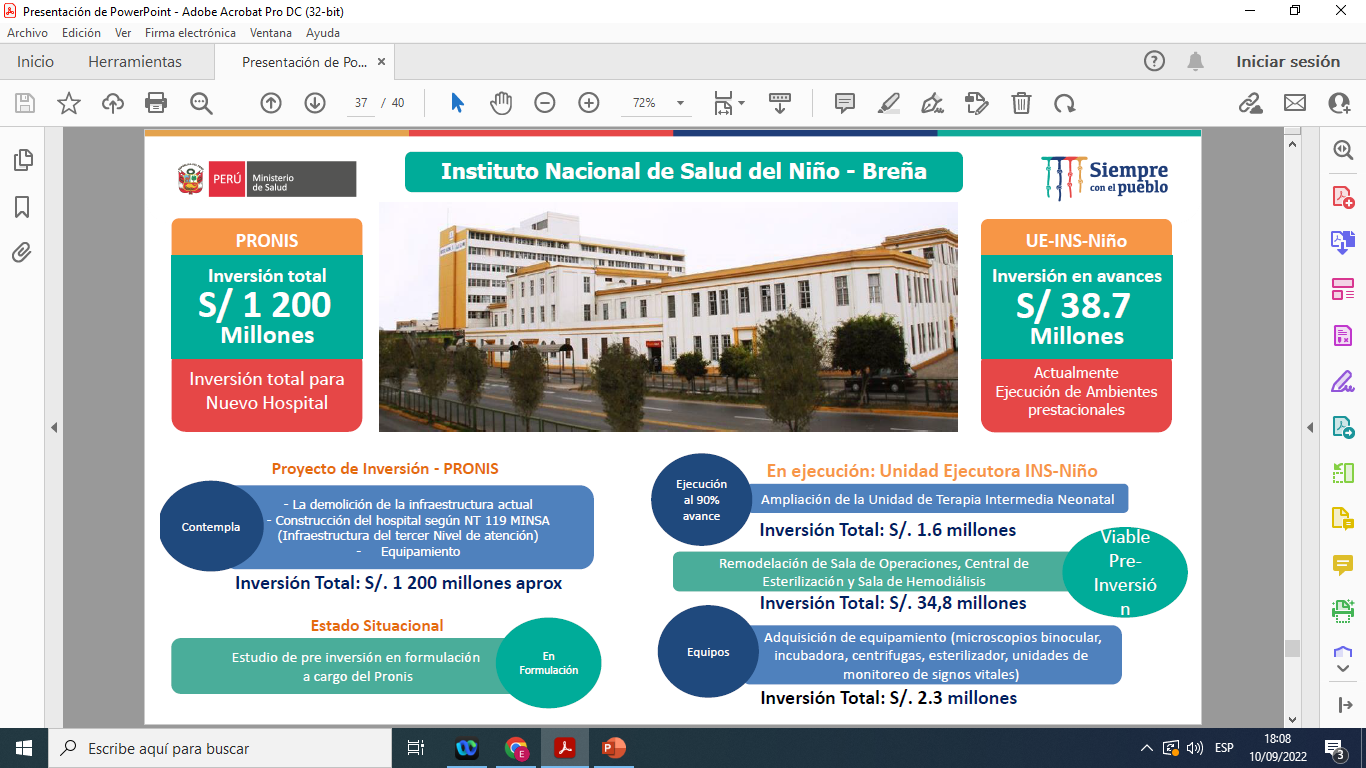 Presentación de PowerPoint - Adobe Acrobat Pro DC (32-bit)
Archivo Edición Ver Firma electrónica Ventana Ayuda
Inicio Herramientas Presentación de Po... × Iniciar sesión
37 / 40 72%
PERÚ Ministerio
de Salud
Instituto Nacional de Salud del Niño - Breña
Siempre
con el pueblo
PRONIS
Inversión total
S/ 1 200
Millones
Inversión total para
Nuevo Hospital
UE-INS-Niño
Inversión en avances
S/ 38.7
Millones
Actualmente
Ejecución de Ambientes
prestacionales
Proyecto de Inversión - PRONIS
Contempla
- La demolición de la infraestructura actual
- Construcción del hospital según NT 119 MINSA
(Infraestructura del tercer Nivel de atención)
- Equipamiento
Inversión Total: S/. 1 200 millones aprox
Estado Situacional
Estudio de pre inversión en formulación
a cargo del Pronis
En
Formulación
En ejecución: Unidad Ejecutora INS-Niño
Ejecución
al 90%
avance
Ampliación de la Unidad de Terapia Intermedia Neonatal
Inversión Total: S/. 1.6 millones
Remodelación de Sala de Operaciones, Central de
Esterilización y Sala de Hemodiálisis
Viable
Pre-
Inversió
n
Inversión Total: S/. 34,8 millones
Equipos
Adquisición de equipamiento (microscopios binocular,
incubadora, centrifugas, esterilizador, unidades de
monitoreo de signos vitales)
Inversión Total: S/. 2.3 millones
Escribe aquí para buscar
ESP
18:08
10/09/2022
3